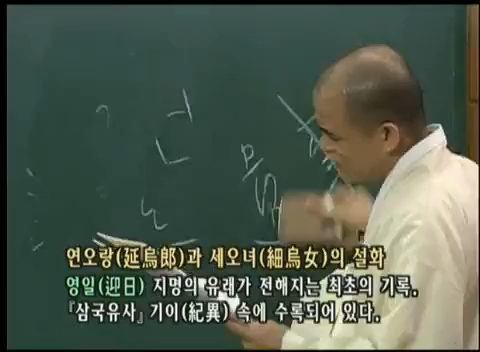 연오랑(延烏郎)과 세오녀(細烏女)의 설화
영일(迎日) 지명의 유래가 전해지는 최초의 기록.
『삼국유사』 기이(紀異) 속에 수록되어 있다.